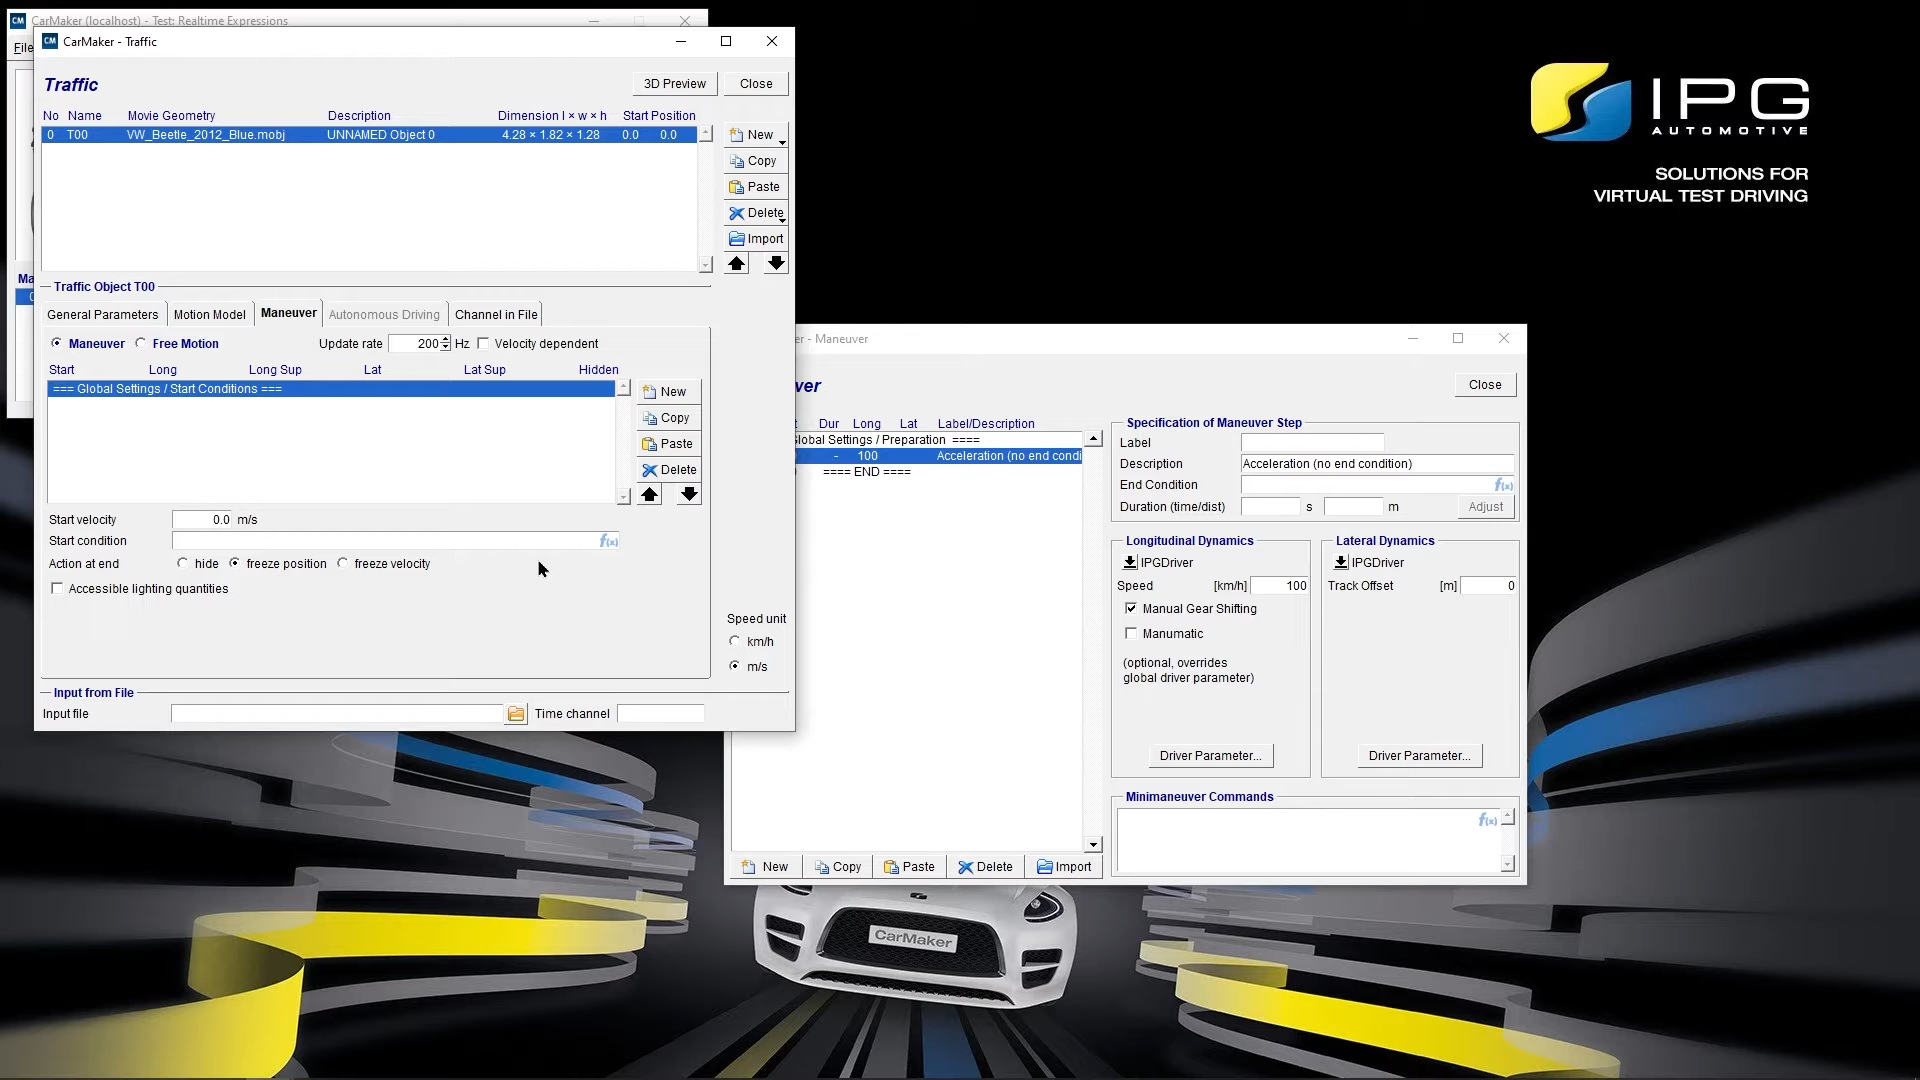 CarMaker (localhost) - Test: Realtime Expressions
File
CM CarMaker - Traffic
Traffic
3D Preview
Close
No Name Movie Geometry Description Dimension l × w × h Start Position
0 T00 VW_Beetle_2012_Blue.mobj UNNAMED Object 0 4.28 × 1.82 × 1.28 0.0 0.0
New
Copy
Paste
Delete
Import
Ma
Traffic Object T00
General Parameters Motion Model Maneuver Autonomous Driving Channel in File
Maneuver Free Motion Update rate 200 Hz Velocity dependent
Start Long Long Sup Lat Lat Sup Hidden
=== Global Settings / Start Conditions ===
New
Copy
Paste
Delete
Start velocity 0.0 m/s
Start condition f(x)
Action at end hide freeze position freeze velocity
Accessible lighting quantities
Speed unit
km/h
m/s
Input from File
Input file Time channel
er - Maneuver
ver
Close
t Dur Long Lat Label/Description
Global Settings / Preparation ====
- 100 Acceleration (no end condi
==== END ====
New Copy Paste Delete Import
Specification of Maneuver Step
Label
Description Acceleration (no end condition)
End Condition f(x)
Duration (time/dist) s m Adjust
Longitudinal Dynamics
IPGDriver
Speed [km/h] 100
Manual Gear Shifting
Manumatic
(optional, overrides
global driver parameter)
Driver Parameter...
Lateral Dynamics
IPGDriver
Track Offset [m] 0
Driver Parameter...
Minimaneuver Commands
f(x)
IPG
AUTOMOTIVE
SOLUTIONS FOR
VIRTUAL TEST DRIVING
CarMaker